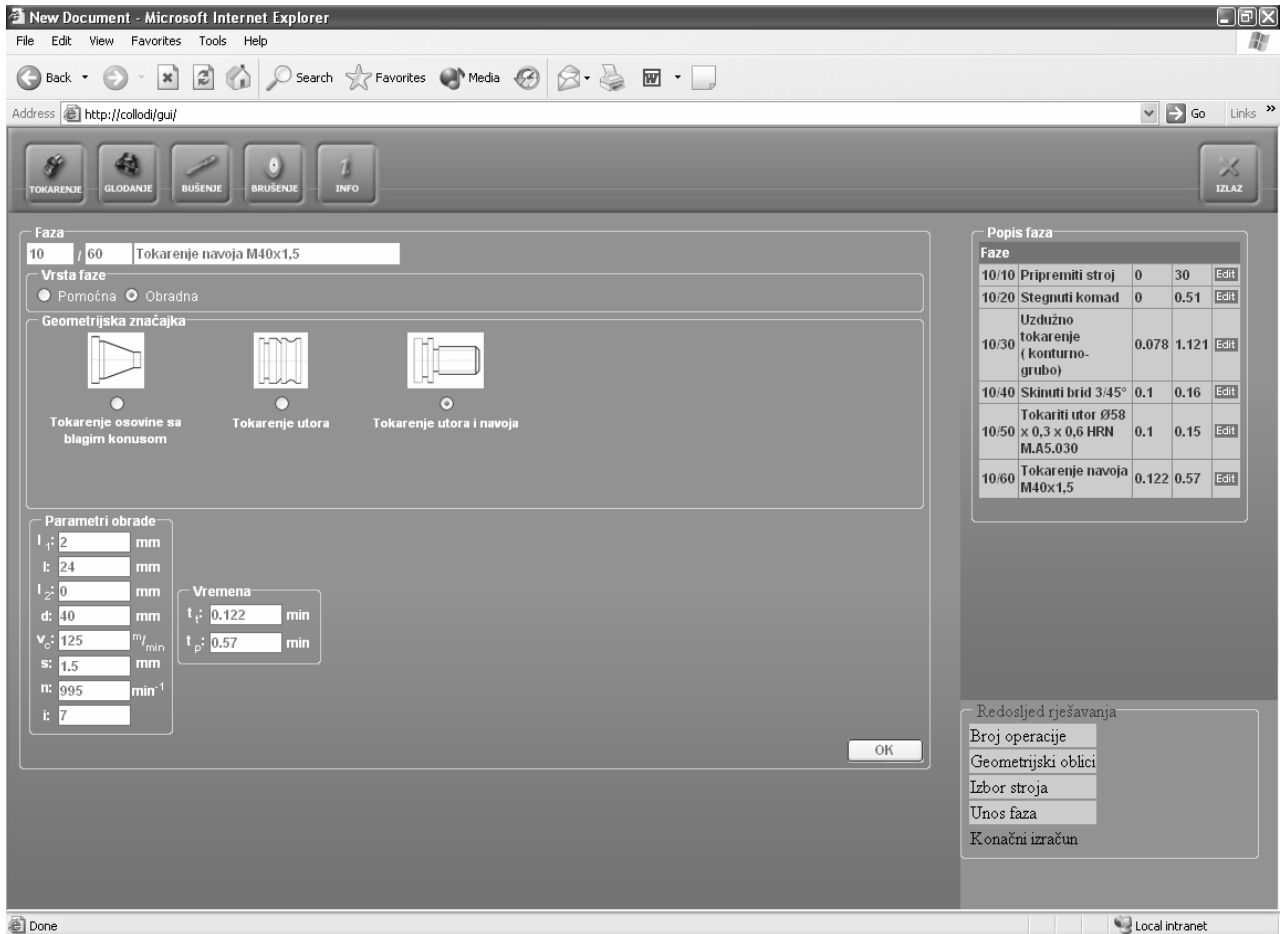 New Document - Microsoft Internet Explorer
File Edit View Favorites Tools Help
Back Search Favorites Media
Address http://collodi/gui/ Go Links »
TOKARENJE GLODANJE BUŠENJE BRUŠENJE INFO IZLAZ
Faza
10 / 60 Tokarenje navoja M40x1,5
Vrsta faze
Pomoćna Obradna
Geometrijska značajka
Tokarenje osovine sa
blagim konusom
Tokarenje utora
Tokarenje utora i navoja
Parametri obrade
l 1: 2 mm
l: 24 mm
l 2: 0 mm
d: 40 mm
vc: 125 m/min
s: 1.5 mm
n: 995 min-1
i: 7
Vremena
t t: 0.122 min
t p: 0.57 min
OK
Popis faza
Faze
10/10 Pripremiti stroj 0 30 Edit
10/20 Stegnuti komad 0 0.51 Edit
Uzdužno
10/30 tokarenje 0.078 1.121 Edit
( konturno-
grubo)
10/40 Skinuti brid 3/45° 0.1 0.16 Edit
Tokariti utor Ø58
10/50 x 0,3 x 0,6 HRN 0.1 0.15 Edit
M.A5.030
10/60 Tokarenje navoja 0.122 0.57 Edit
M40x1,5
Redosljed rješavanja
Broj operacije
Geometrijski oblici
Izbor stroja
Unos faza
Konačni izračun
Done Local intranet